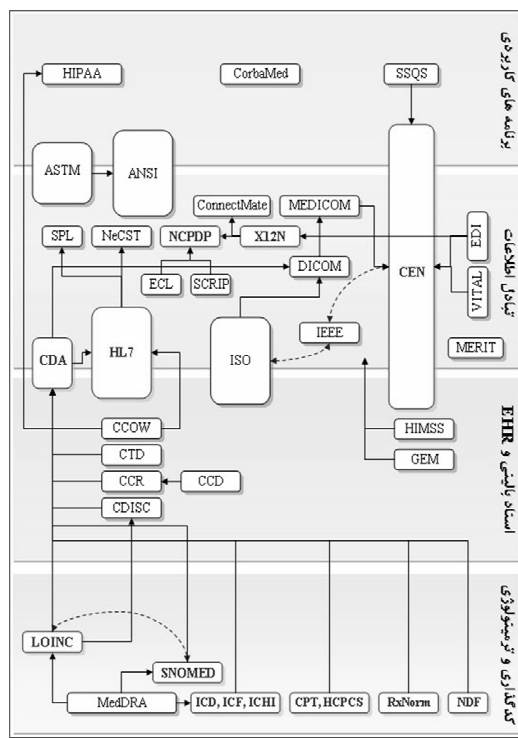 برنامه های کاربردی
HIPAA
CorbaMed
SSQS
ASTM
ANSI
تبادل اطلاعات
ConnectMate
MEDICOM
SPL
NeCST
NCPDP
X12N
EDI
ECL
SCRIP
DICOM
CEN
VITAL
CDA
HL7
ISO
IEEE
MERIT
اسناد بالینی و EHR
CCOW
HIMSS
CTD
GEM
CCR
CCD
CDISC
کدگذاری و ترمینولوژی
LOINC
SNOMED
MedDRA
ICD, ICF, ICHI
CPT, HCPCS
RxNorm
NDF